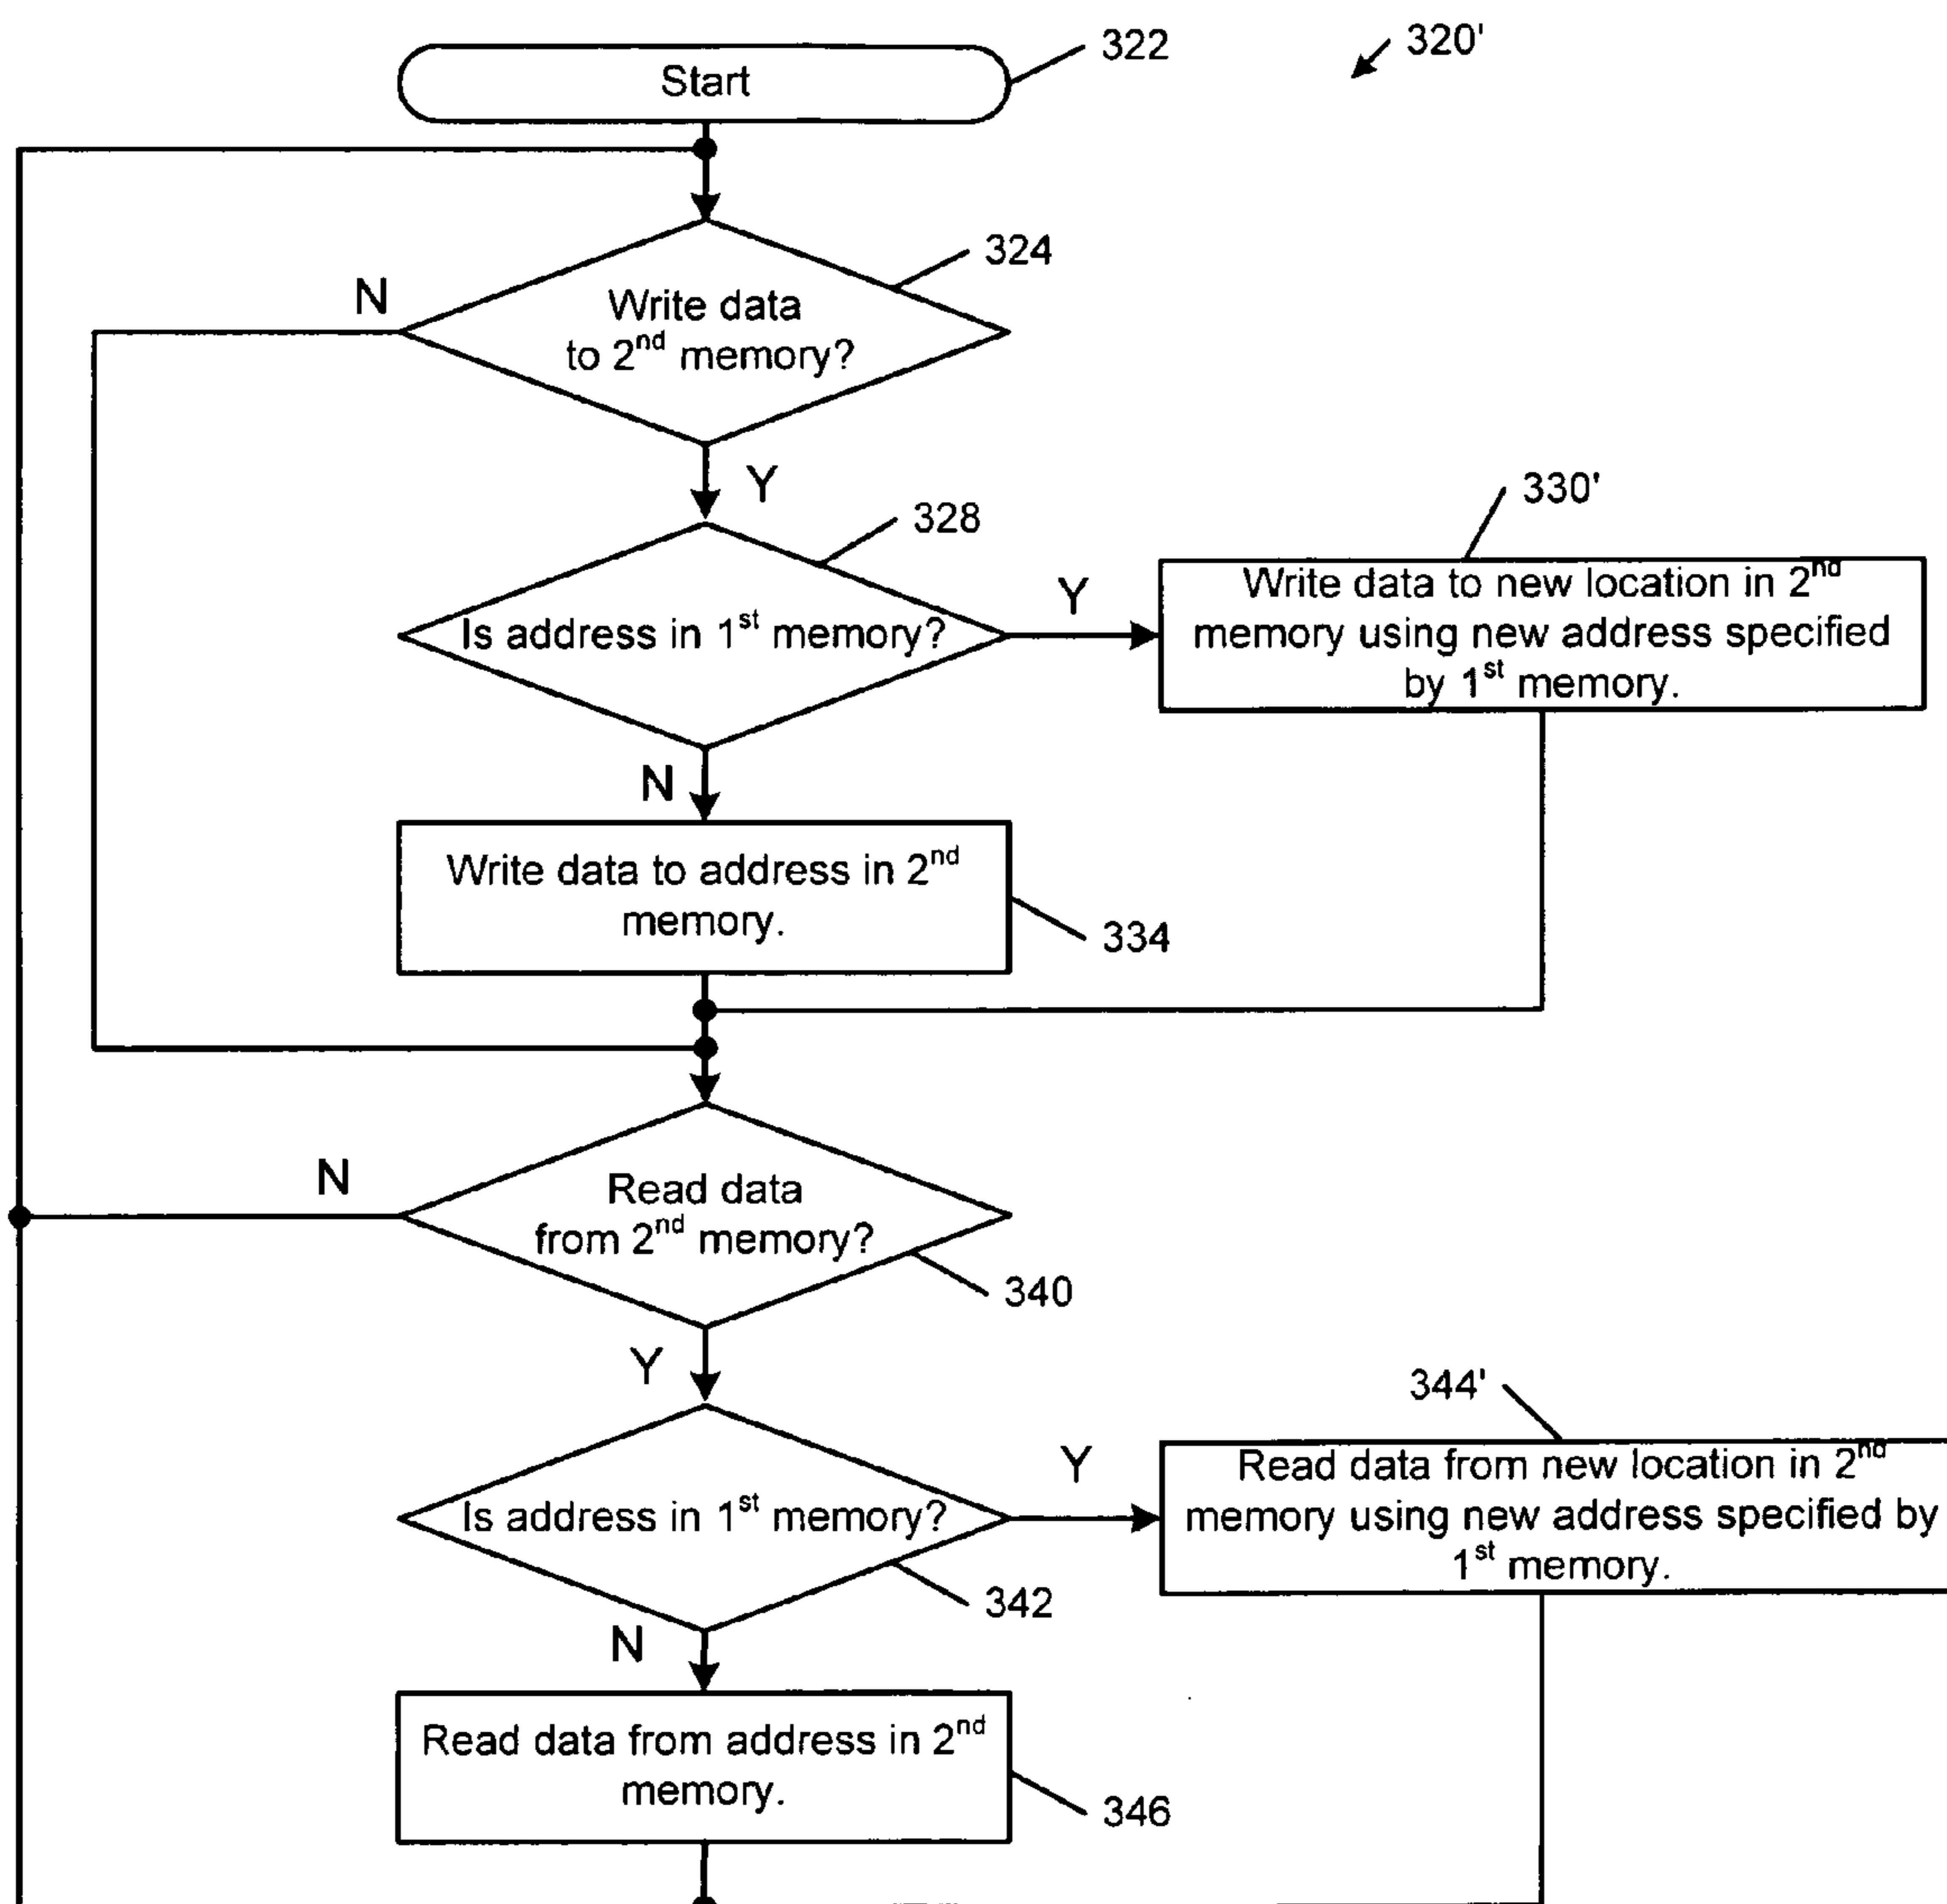 320'
322
Start
324
N
Write data
to 2nd memory?
Y
328
330'
Is address in 1st memory?
Y
Write data to new location in 2nd
memory using new address specified
by 1st memory.
N
Write data to address in 2nd
memory.
334
N
Read data
from 2nd memory?
340
Y
344'
Is address in 1st memory?
Y
Read data from new location in 2nd
memory using new address specified by
1st memory.
342
N
Read data from address in 2nd
memory.
346